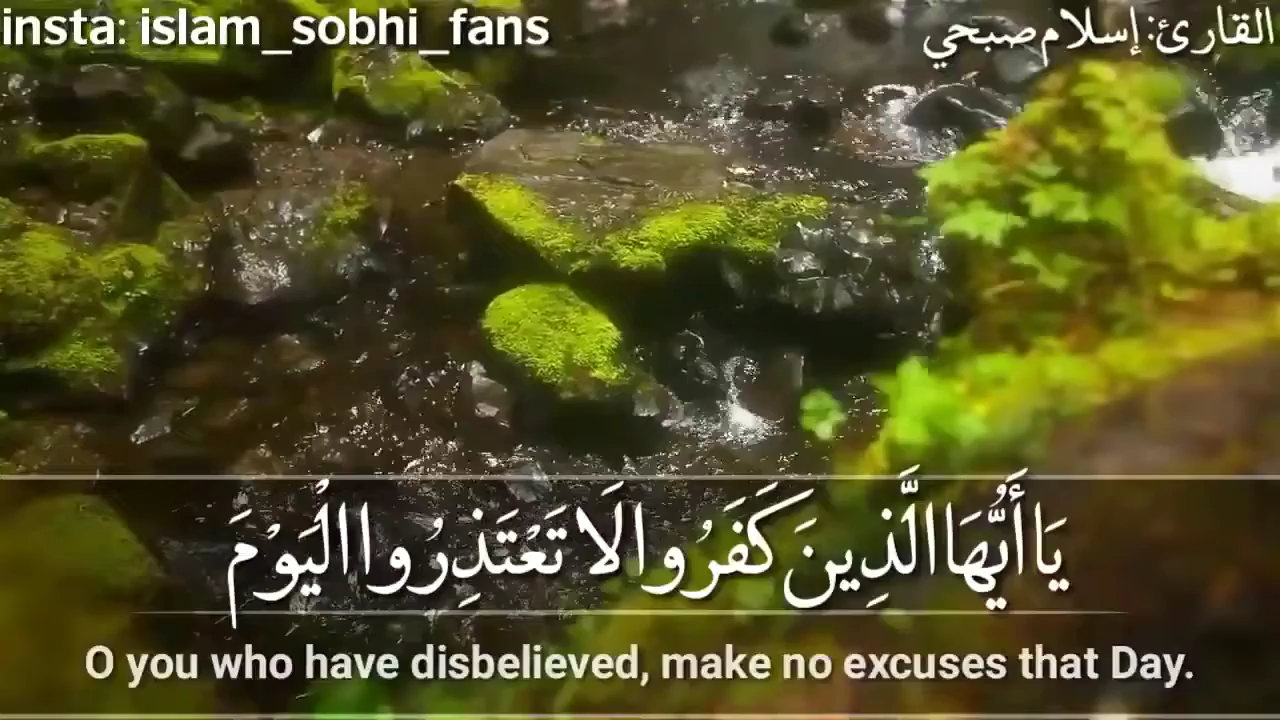 insta: islam_sobhi_fans
القارئ: إسلام صبحي
يَا أَيُّهَا الَّذِينَ كَفَرُوا لَا تَعْتَذِرُوا الْيَوْمَ
O you who have disbelieved, make no excuses that Day.